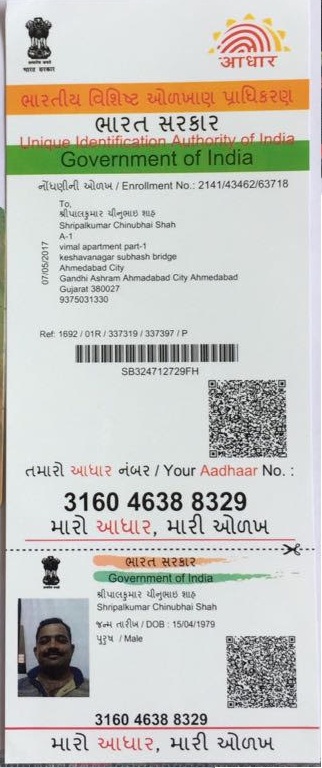 भारत सरकार
આધાર
ભારતીય વિશિષ્ટ ઓળખાણ પ્રાધિકરણ
ભારત સરકાર
Unique Identification Authority of India
Government of India
નોંધણીની ઓળખ / Enrollment No.: 2141/43462/63718
To,
શ્રીપાલકુમાર ચીનુભાઇ શાહ
Shripalkumar Chinubhai Shah
A-1
vimal apartment part-1
keshavanagar subhash bridge
Ahmedabad City
Gandhi Ashram Ahmadabad City Ahmedabad
Gujarat 380027
9375031330
07/05/2017
Ref: 1692 / 01R / 337319 / 337397 / P
SB324712729FH
તમારો આધાર નંબર / Your Aadhaar No. :
3160 4638 8329
મારો આધાર, મારી ઓળખ
ભારત સરકાર
Government of India
શ્રીપાલકુમાર ચીનુભાઇ શાહ
Shripalkumar Chinubhai Shah
જન્મ તારીખ / DOB : 15/04/1979
પુરુષ / Male
3160 4638 8329
મારો આધાર, મારી ઓળખ